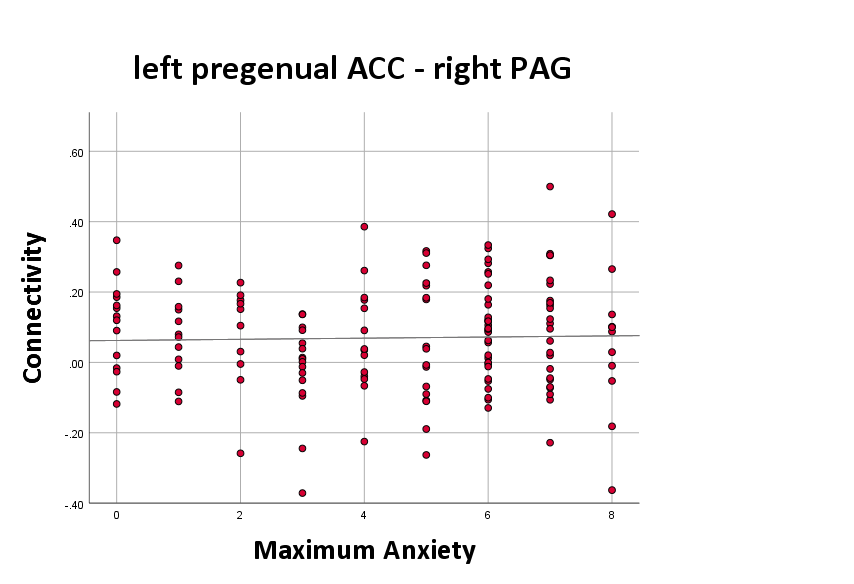 left pregenual ACC - right PAG
.60
.40
.20
.00
-.20
-.40
Connectivity
0 2 4 6 8
Maximum Anxiety